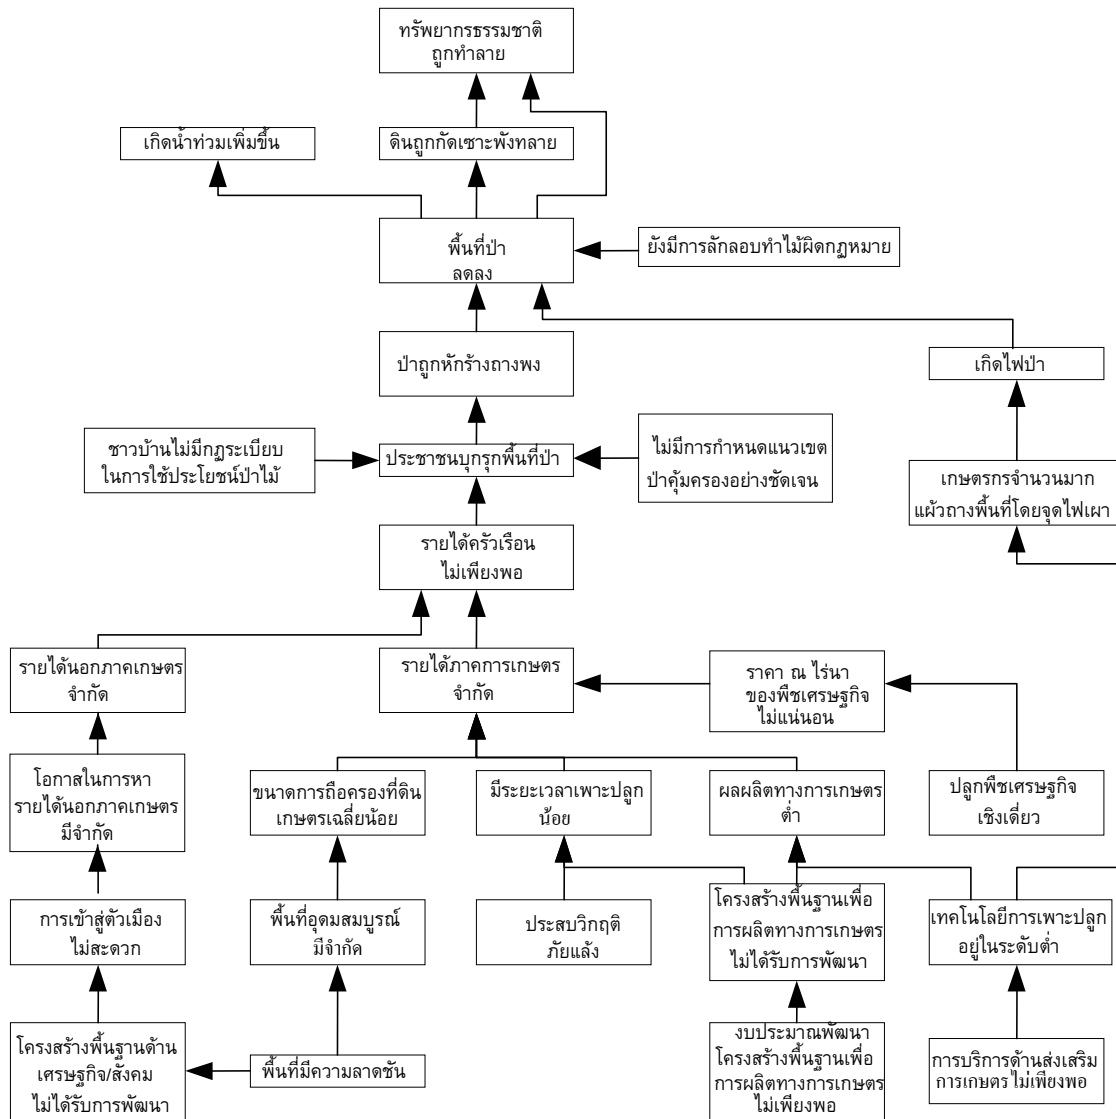 ทรัพยากรธรรมชาติ
ถูกทำลาย
เกิดน้ำท่วมเพิ่มขึ้น
ดินถูกกัดเซาะพังทลาย
พื้นที่ป่า
ลดลง
ยังมีการลักลอบทำไม้ผิดกฎหมาย
ป่าถูกหักร้างถางพง
เกิดไฟป่า
ชาวบ้านไม่มีกฎระเบียบ
ในการใช้ประโยชน์ป่าไม้
ประชาชนบุกรุกพื้นที่ป่า
ไม่มีการกำหนดแนวเขต
ป่าคุ้มครองอย่างชัดเจน
เกษตรกรจำนวนมาก
แผ้วถางพื้นที่โดยจุดไฟเผา
รายได้ครัวเรือน
ไม่เพียงพอ
รายได้นอกภาคเกษตร
จำกัด
รายได้ภาคการเกษตร
จำกัด
ราคา ณ ไร่นา
ของพืชเศรษฐกิจ
ไม่แน่นอน
โอกาสในการหา
รายได้นอกภาคเกษตร
มีจำกัด
ขนาดการถือครองที่ดิน
เกษตรเฉลี่ยน้อย
มีระยะเวลาเพาะปลูก
น้อย
ผลผลิตทางการเกษตร
ต่ำ
ปลูกพืชเศรษฐกิจ
เชิงเดี่ยว
การเข้าสู่ตัวเมือง
ไม่สะดวก
พื้นที่อุดมสมบูรณ์
มีจำกัด
ประสบวิกฤติ
ภัยแล้ง
โครงสร้างพื้นฐานเพื่อ
การผลิตทางการเกษตร
ไม่ได้รับการพัฒนา
เทคโนโลยีการเพาะปลูก
อยู่ในระดับต่ำ
โครงสร้างพื้นฐานด้าน
เศรษฐกิจ/สังคม
ไม่ได้รับการพัฒนา
พื้นที่มีความลาดชัน
งบประมาณพัฒนา
โครงสร้างพื้นฐานเพื่อ
การผลิตทางการเกษตร
ไม่เพียงพอ
การบริการด้านส่งเสริม
การเกษตร ไม่เพียงพอ